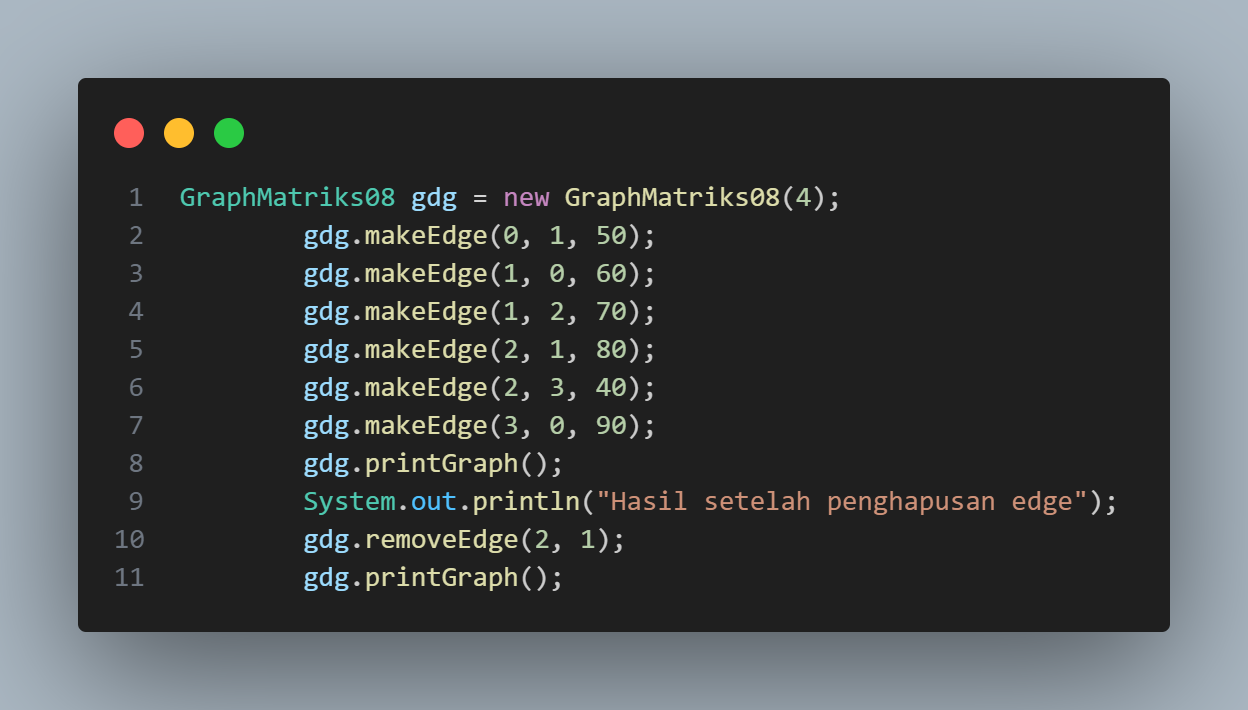 1 GraphMatriks08 gdg = new GraphMatriks08(4);
2         gdg.makeEdge(0, 1, 50);
3         gdg.makeEdge(1, 0, 60);
4         gdg.makeEdge(1, 2, 70);
5         gdg.makeEdge(2, 1, 80);
6         gdg.makeEdge(2, 3, 40);
7         gdg.makeEdge(3, 0, 90);
8         gdg.printGraph();
9         System.out.println("Hasil setelah penghapusan edge");
10         gdg.removeEdge(2, 1);
11         gdg.printGraph();